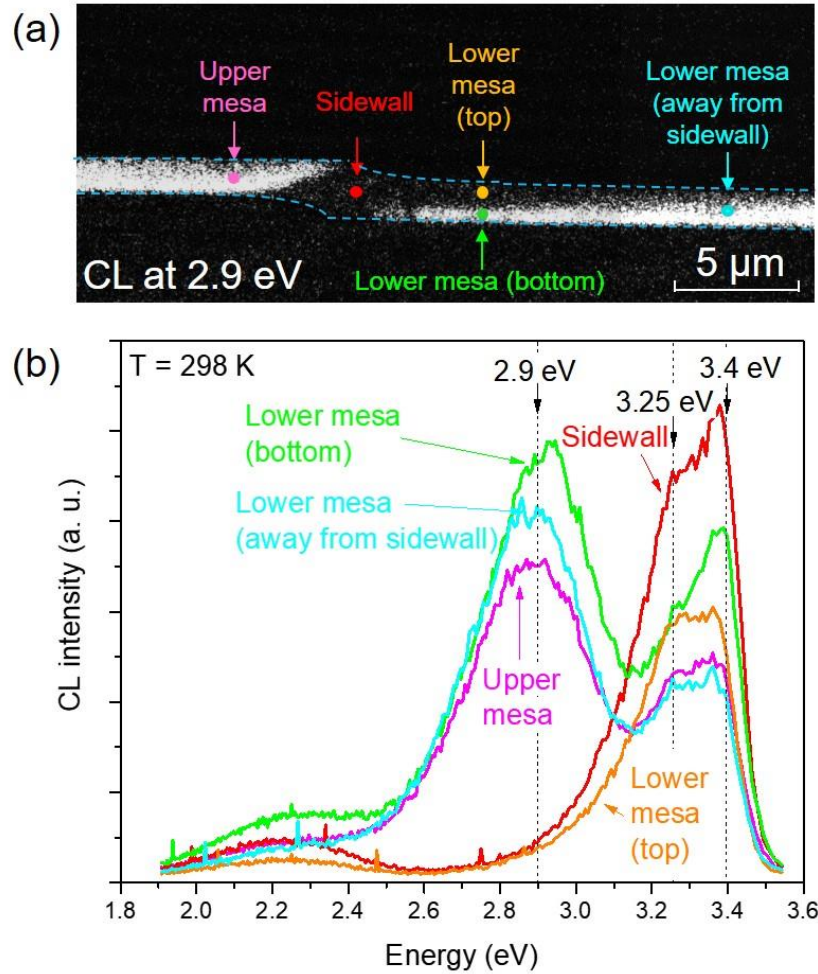 (a)
Upper
mesa
Sidewall
Lower
mesa
(top)
Lower mesa
(away from
sidewall)
CL at 2.9 eV
Lower mesa (bottom)
5 µm
(b)
T = 298 K
2.9 eV
3.4 eV
3.25 eV
Lower mesa
(bottom)
Sidewall
Lower mesa
(away from sidewall)
Upper
mesa
Lower
mesa
(top)
CL intensity (a. u.)
1.8 2.0 2.2 2.4 2.6 2.8 3.0 3.2 3.4 3.6
Energy (eV)